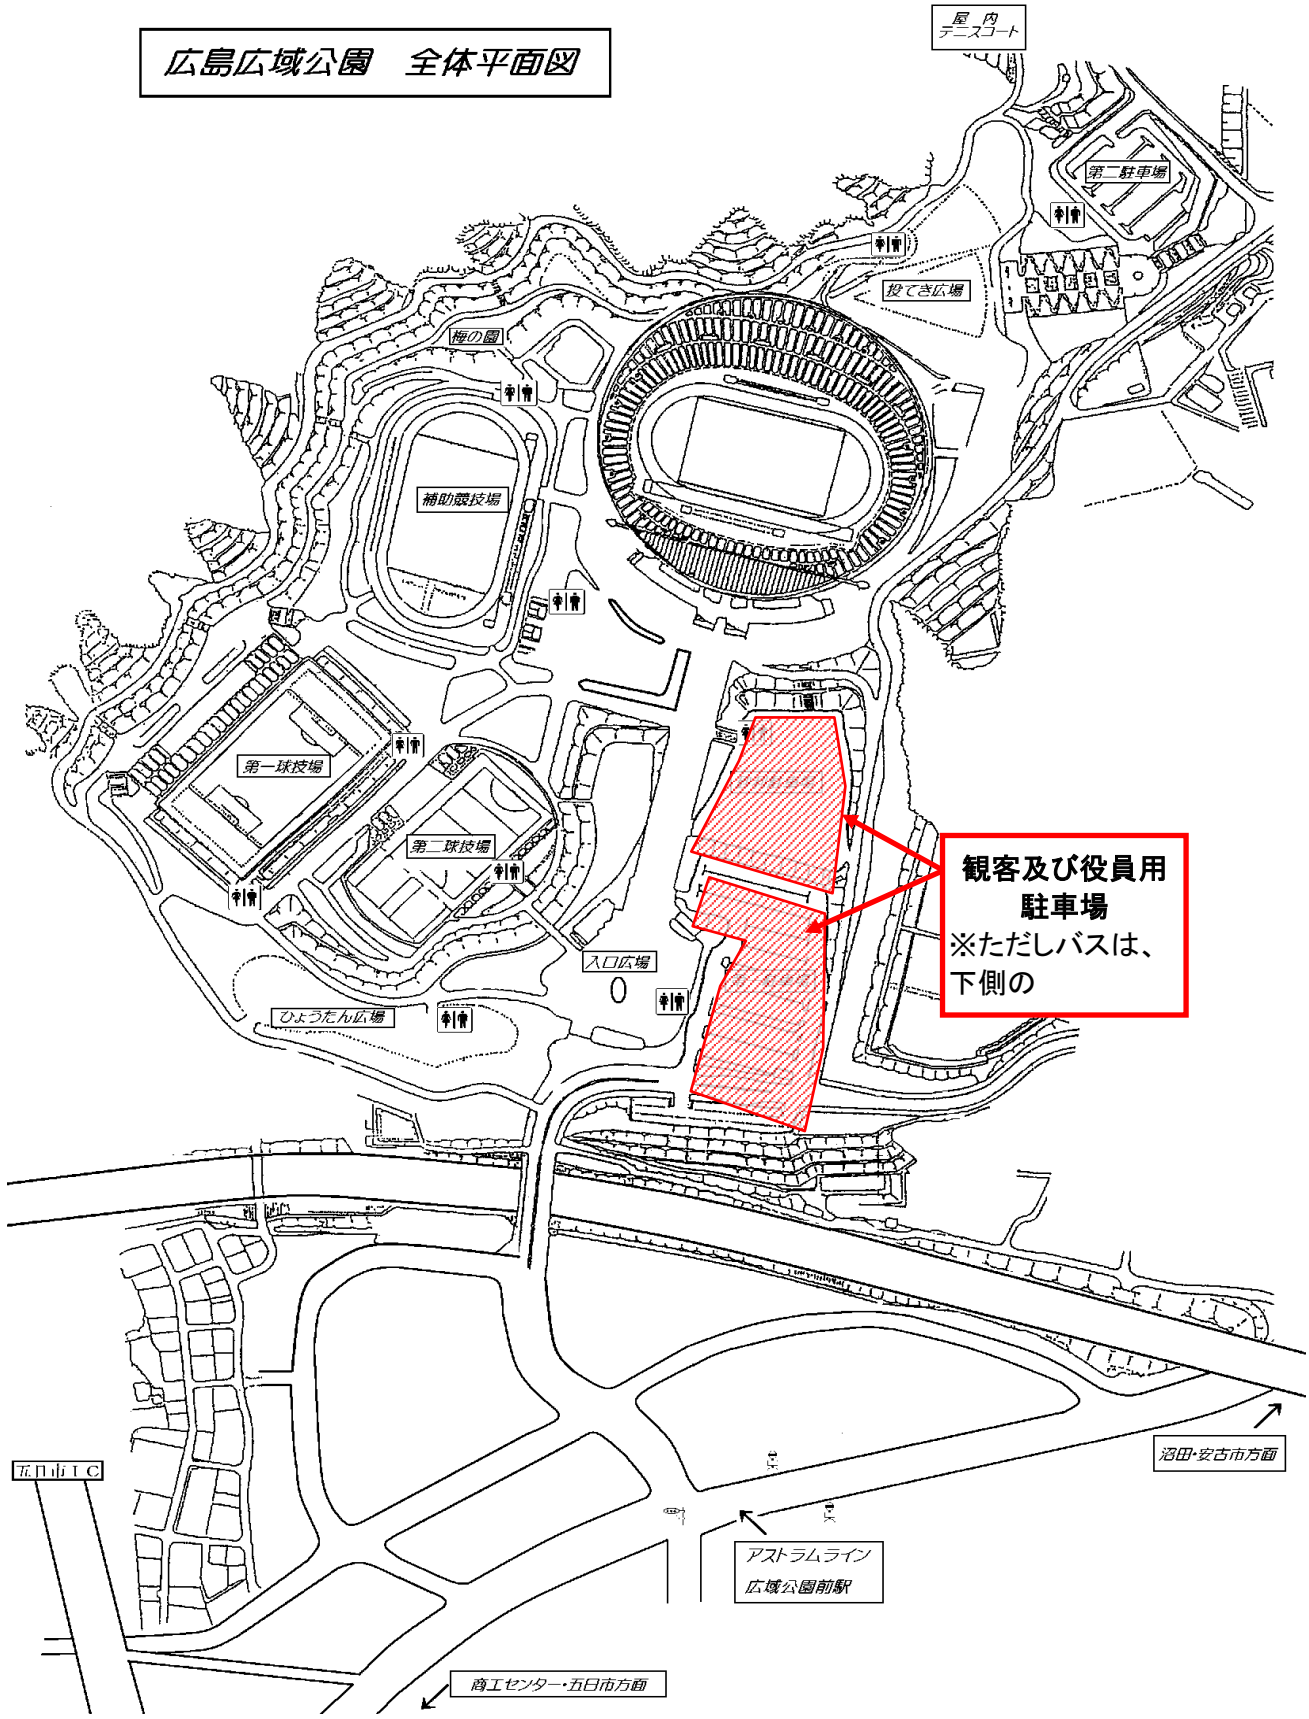 屋 内
テニスコート
広島広域公園 全体平面図
第二駐車場
投てき広場
梅の園
補助競技場
第一球技場
第二球技場
観客及び役員用
駐車場
※ただしバスは、
下側の
入口広場
ひょうたん広場
沼田・安古市方面
五日市IC
アストラムライン
広域公園前駅
商工センター・五日市方面